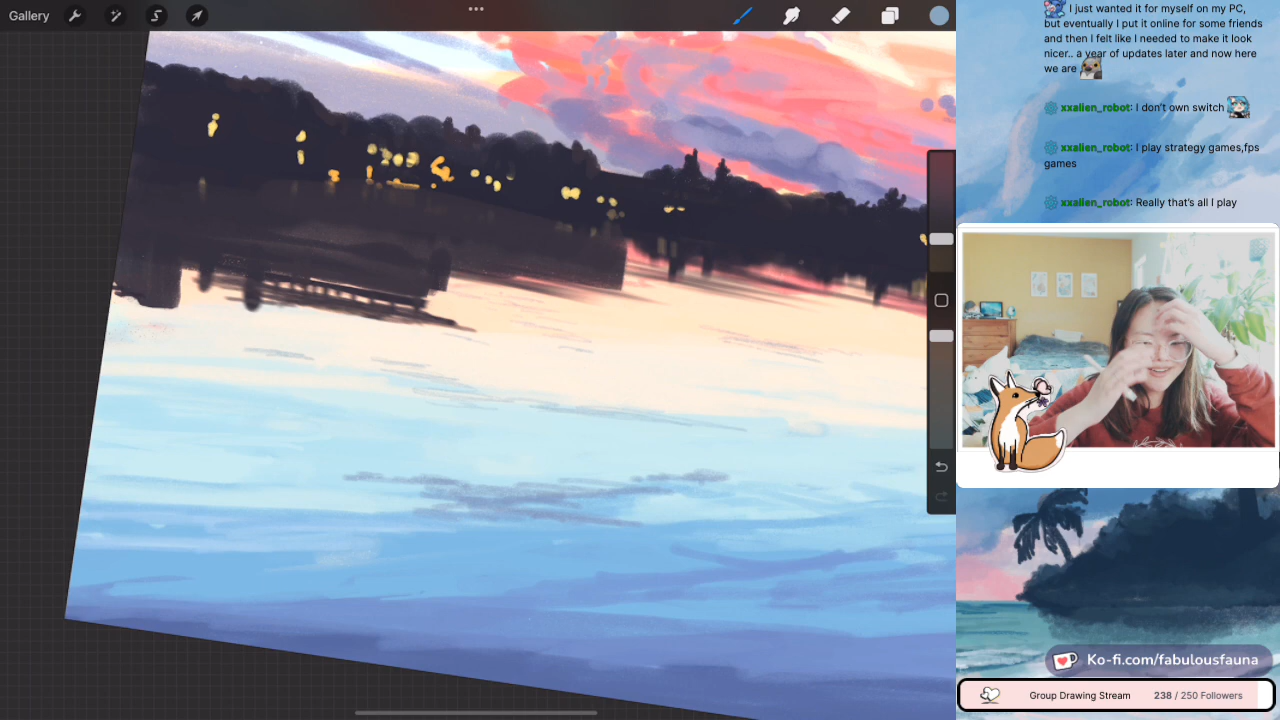 Gallery
I just wanted it for myself on my PC,
but eventually I put it online for some friends
and then I felt like I needed to make it look
nicer.. a year of updates later and now here
we are
xxalien_robot: I don't own switch
xxalien_robot: I play strategy games,fps
games
xxalien_robot: Really that's all I play
Ko-fi.com/fabulousfauna
Group Drawing Stream 238 / 250 Followers